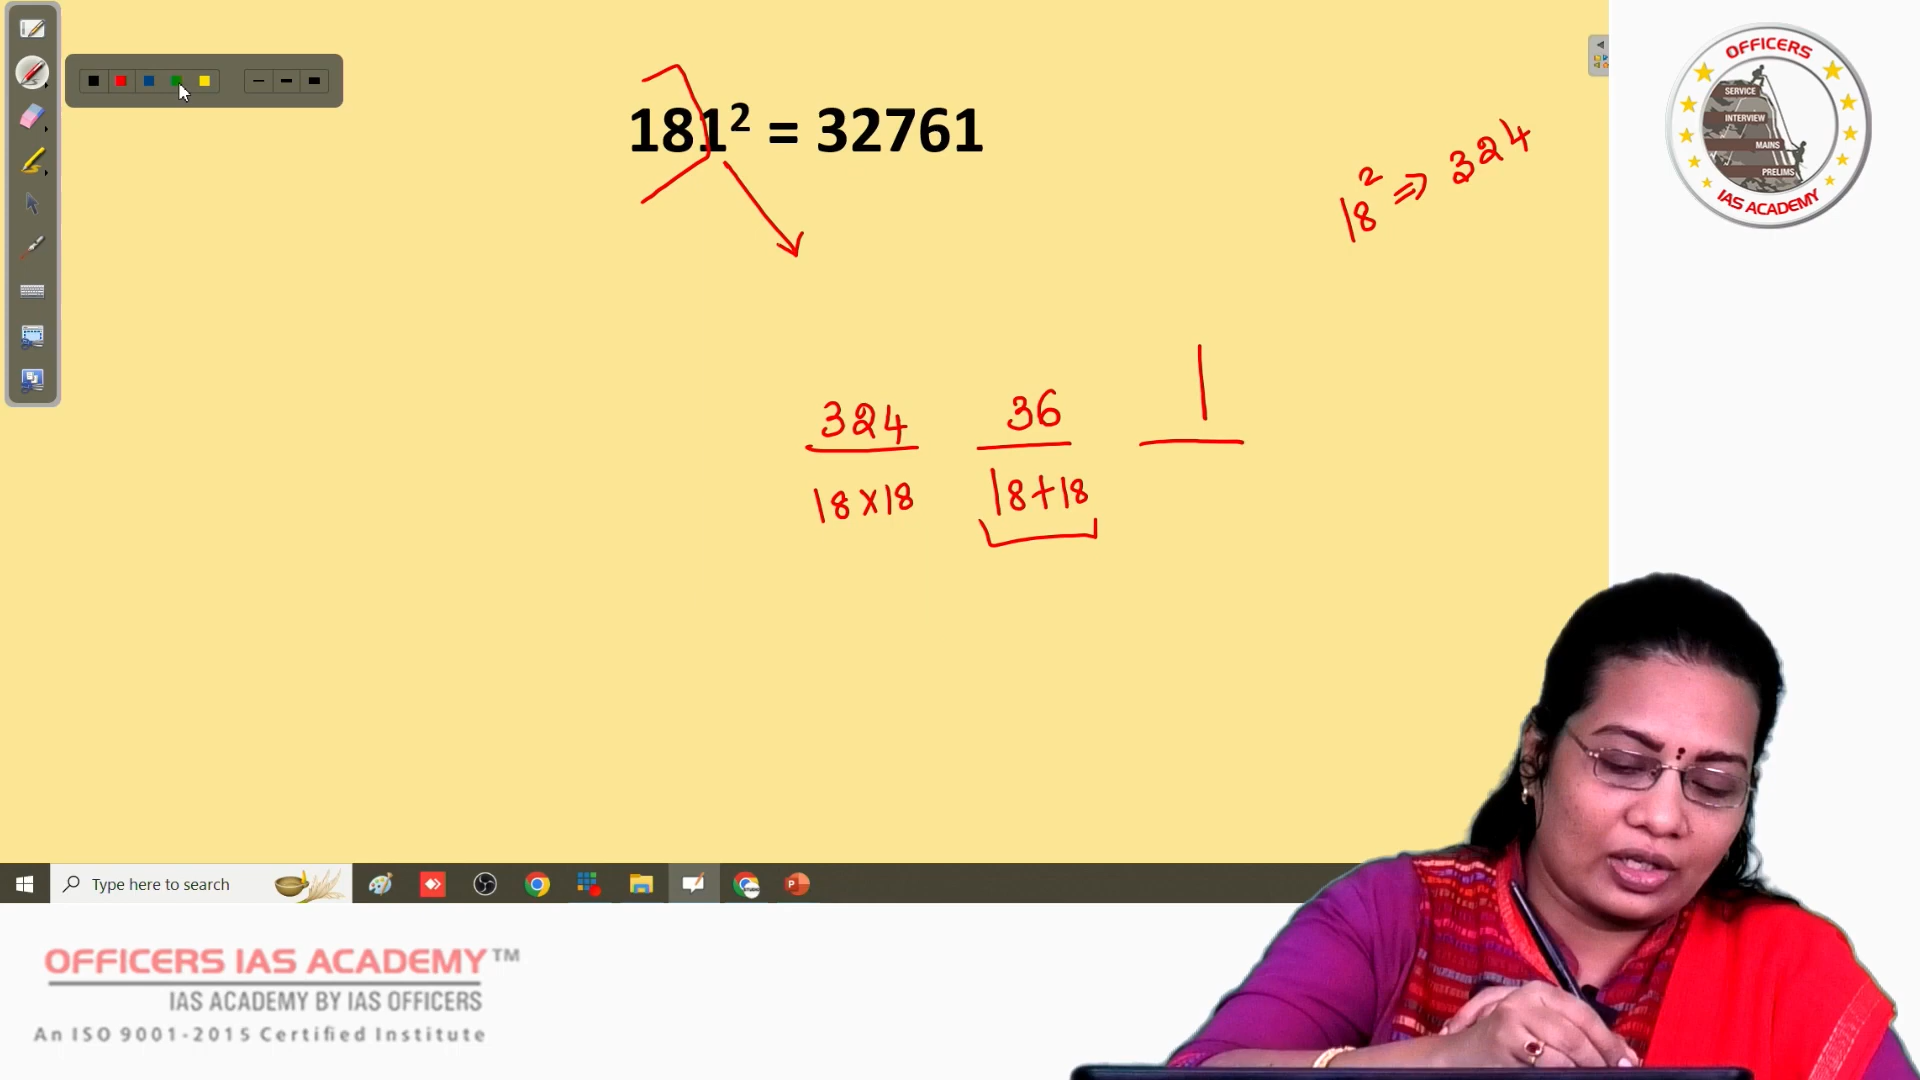 181² = 32761
18² ⇒ 324
324 36 1
18×18 18+18
OFFICERS
SERVICE
INTERVIEW
MAINS
PRELIMS
IAS ACADEMY
Type here to search
OFFICERS IAS ACADEMY™
IAS ACADEMY BY IAS OFFICERS
An ISO 9001-2015 Certified Institute